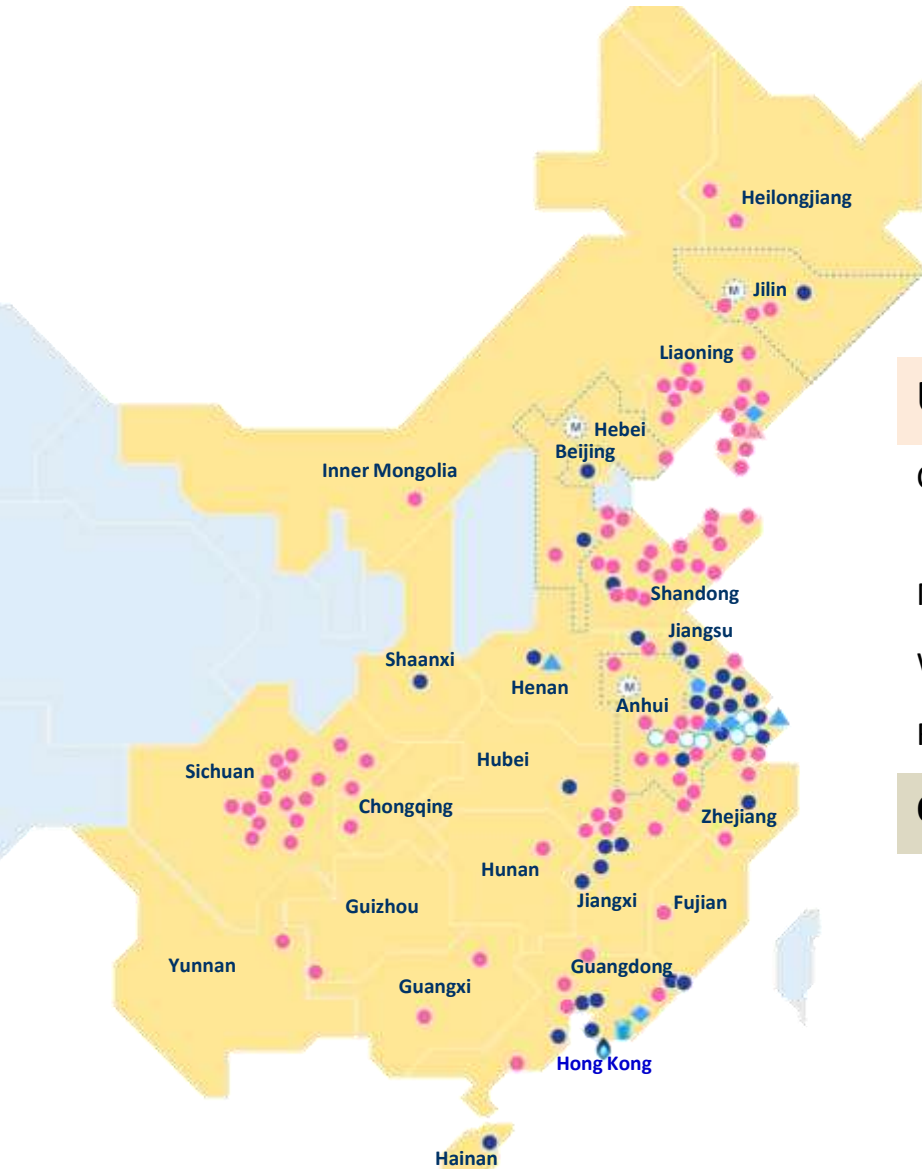 Heilongjiang
M
Jilin
Liaoning
M
Hebei
Beijing
Inner Mongolia
Shandong
Jiangsu
Shaanxi
Henan
M
Anhui
Hubei
Sichuan
Chongqing
Zhejiang
Hunan
Guizhou
Jiangxi
Fujian
Yunnan
Guangdong
Guangxi
Hong Kong
Hainan